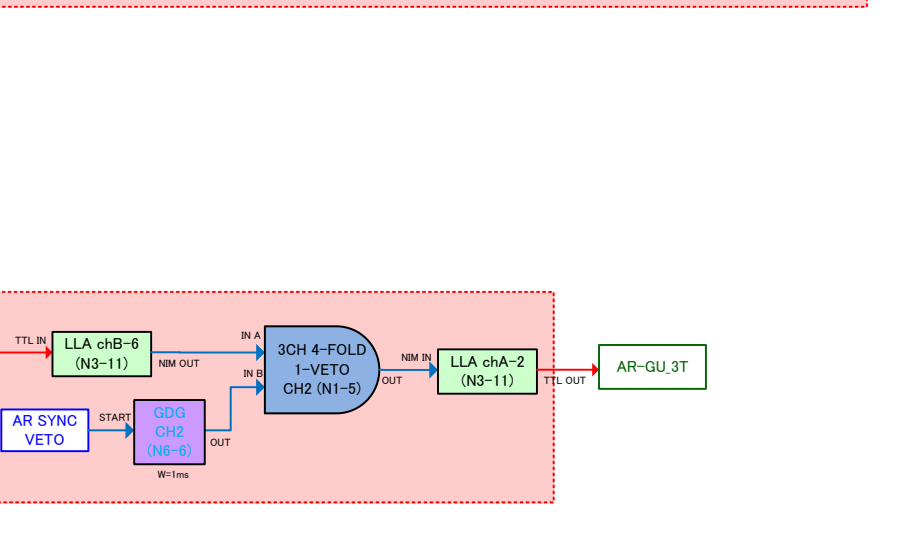 TTL IN
LLA chB-6
(N3-11)
NIM OUT
IN A
IN B
3CH 4-FOLD
1-VETO
CH2 (N1-5)
OUT
NIM IN
LLA chA-2
(N3-11)
TTL OUT
AR-GU_3T
AR SYNC
VETO
START
GDG
CH2
(N6-6)
OUT
W=1ms